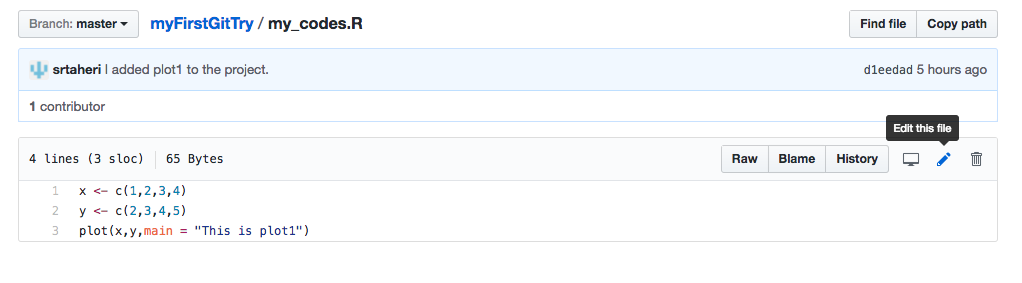 Branch: master myFirstGitTry / my_codes.R Find file Copy path
srtaheri I added plot1 to the project. d1eedad 5 hours ago
1 contributor
Edit this file
4 lines (3 sloc) 65 Bytes Raw Blame History
1 x <- c(1,2,3,4)
2 y <- c(2,3,4,5)
3 plot(x,y,main = "This is plot1")